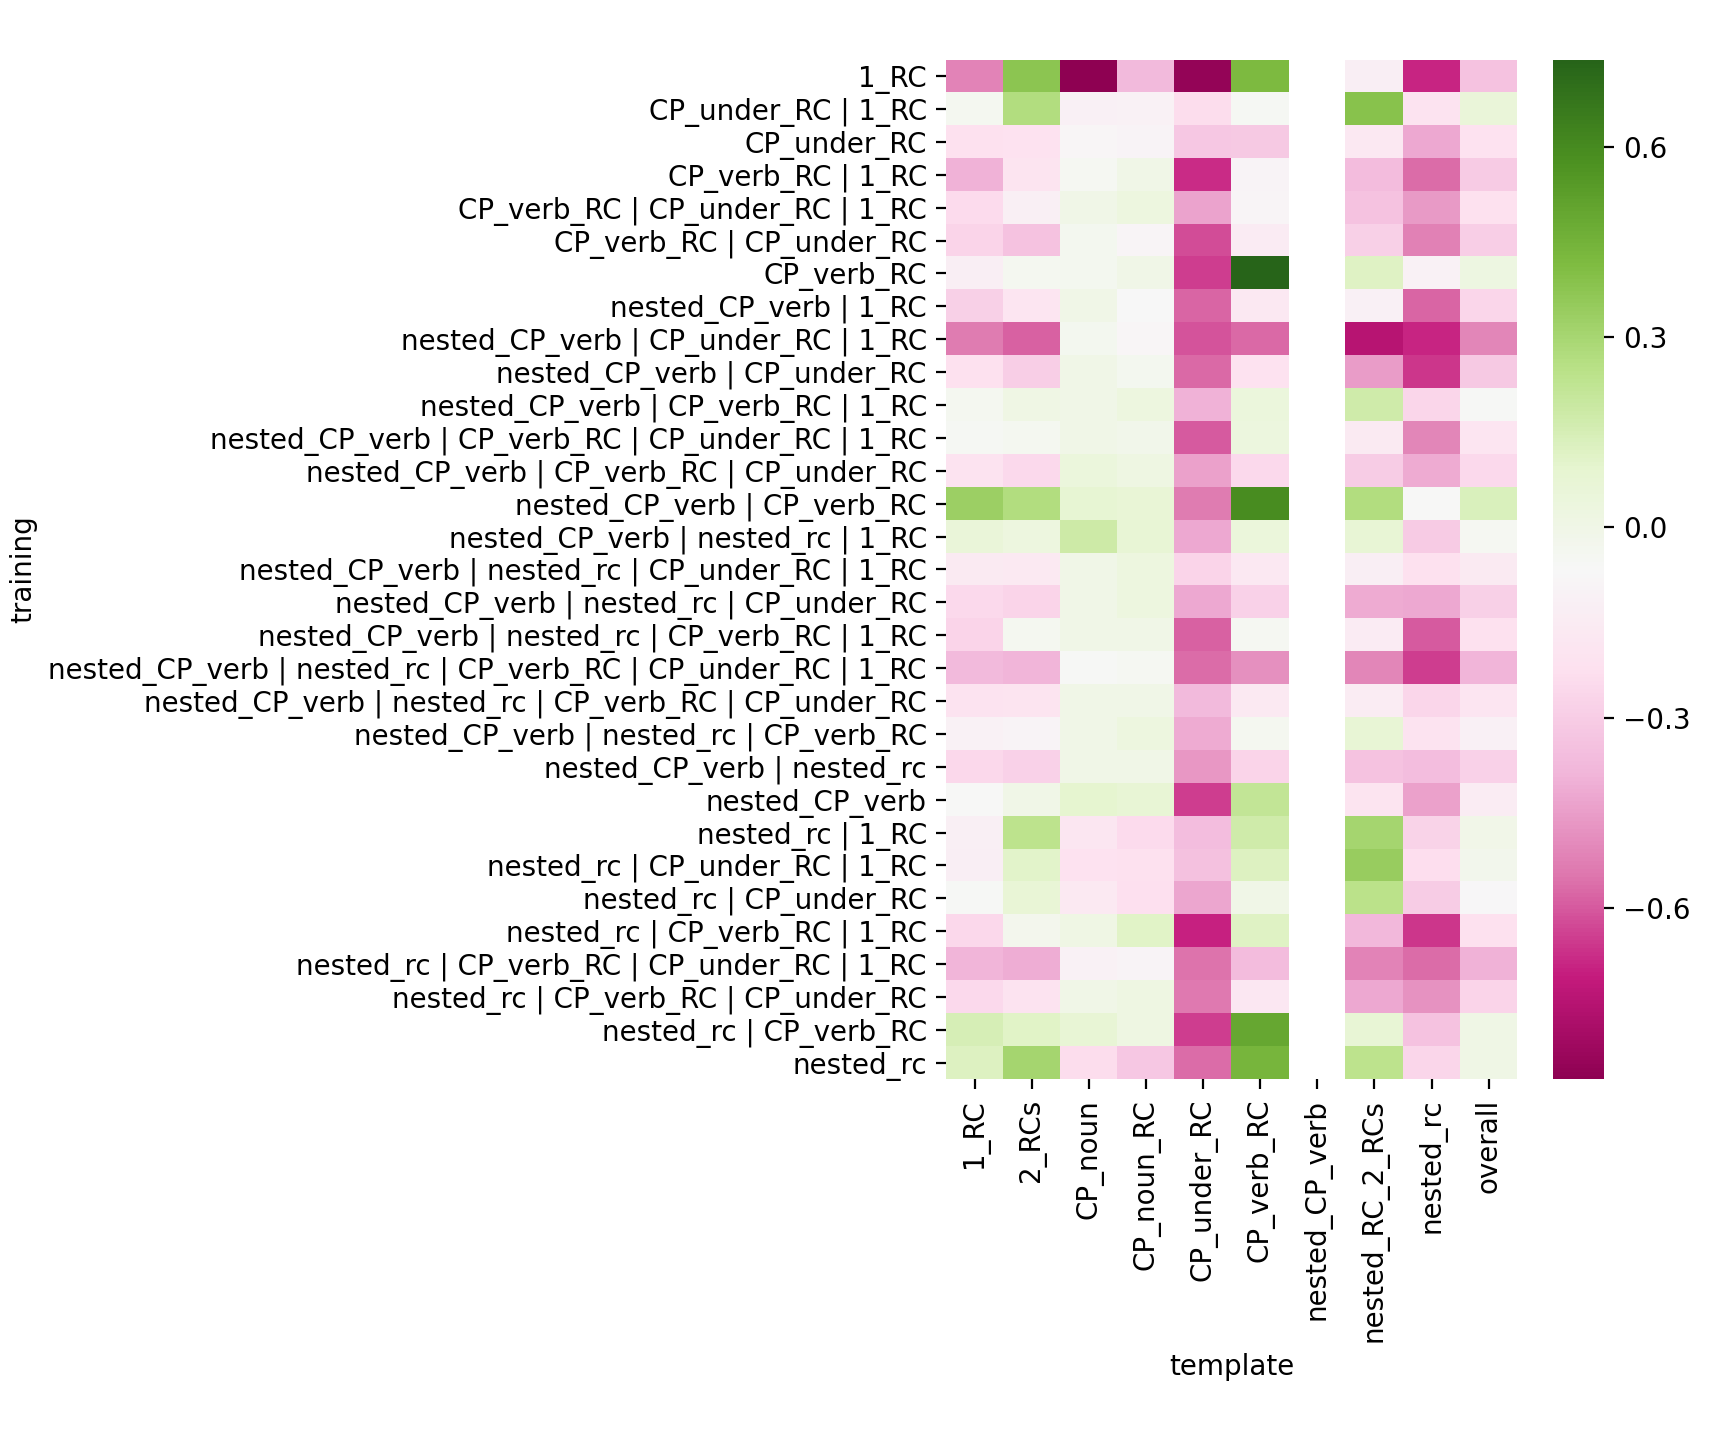 training
1_RC
CP_under_RC | 1_RC
CP_under_RC
CP_verb_RC | 1_RC
CP_verb_RC | CP_under_RC | 1_RC
CP_verb_RC | CP_under_RC
CP_verb_RC
nested_CP_verb | 1_RC
nested_CP_verb | CP_under_RC | 1_RC
nested_CP_verb | CP_under_RC
nested_CP_verb | CP_verb_RC | 1_RC
nested_CP_verb | CP_verb_RC | CP_under_RC | 1_RC
nested_CP_verb | CP_verb_RC | CP_under_RC
nested_CP_verb | CP_verb_RC
nested_CP_verb | nested_rc | 1_RC
nested_CP_verb | nested_rc | CP_under_RC | 1_RC
nested_CP_verb | nested_rc | CP_under_RC
nested_CP_verb | nested_rc | CP_verb_RC | 1_RC
nested_CP_verb | nested_rc | CP_verb_RC | CP_under_RC | 1_RC
nested_CP_verb | nested_rc | CP_verb_RC | CP_under_RC
nested_CP_verb | nested_rc | CP_verb_RC
nested_CP_verb | nested_rc
nested_CP_verb
nested_rc | 1_RC
nested_rc | CP_under_RC | 1_RC
nested_rc | CP_under_RC
nested_rc | CP_verb_RC | 1_RC
nested_rc | CP_verb_RC | CP_under_RC | 1_RC
nested_rc | CP_verb_RC | CP_under_RC
nested_rc | CP_verb_RC
nested_rc
1_RC
2_RCs
CP_noun
CP_noun_RC
CP_under_RC
CP_verb_RC
nested_CP_verb
nested_RC_2_RCs
nested_rc
overall
template
0.6
0.3
0.0
−0.3
−0.6